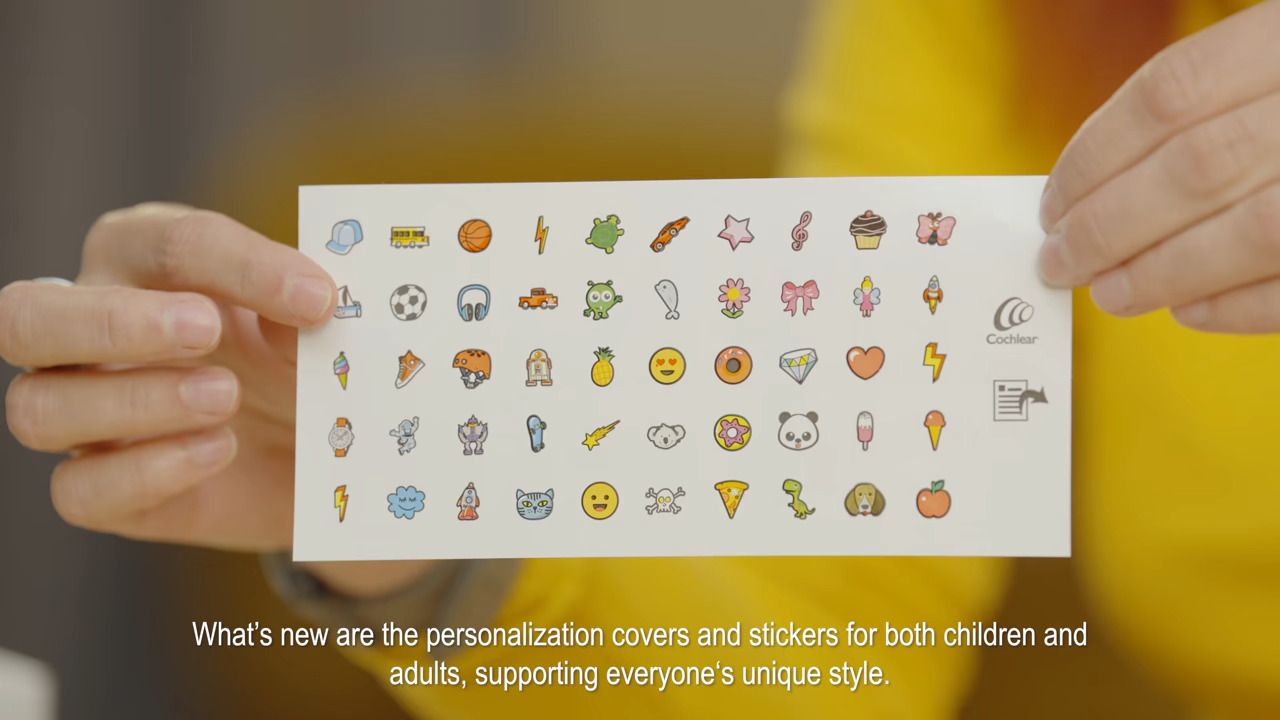 Cochlear
What’s new are the personalization covers and stickers for both children and
adults, supporting everyone‘s unique style.